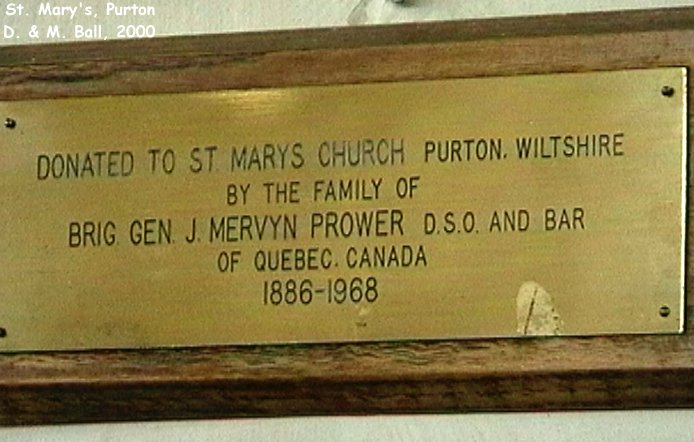 St. Mary's, Purton
D. & M. Ball, 2000
DONATED TO ST. MARYS CHURCH PURTON. WILTSHIRE
BY THE FAMILY OF
BRIG. GEN. J. MERVYN PROWER D.S.O. AND BAR
OF QUEBEC. CANADA
1886-1968